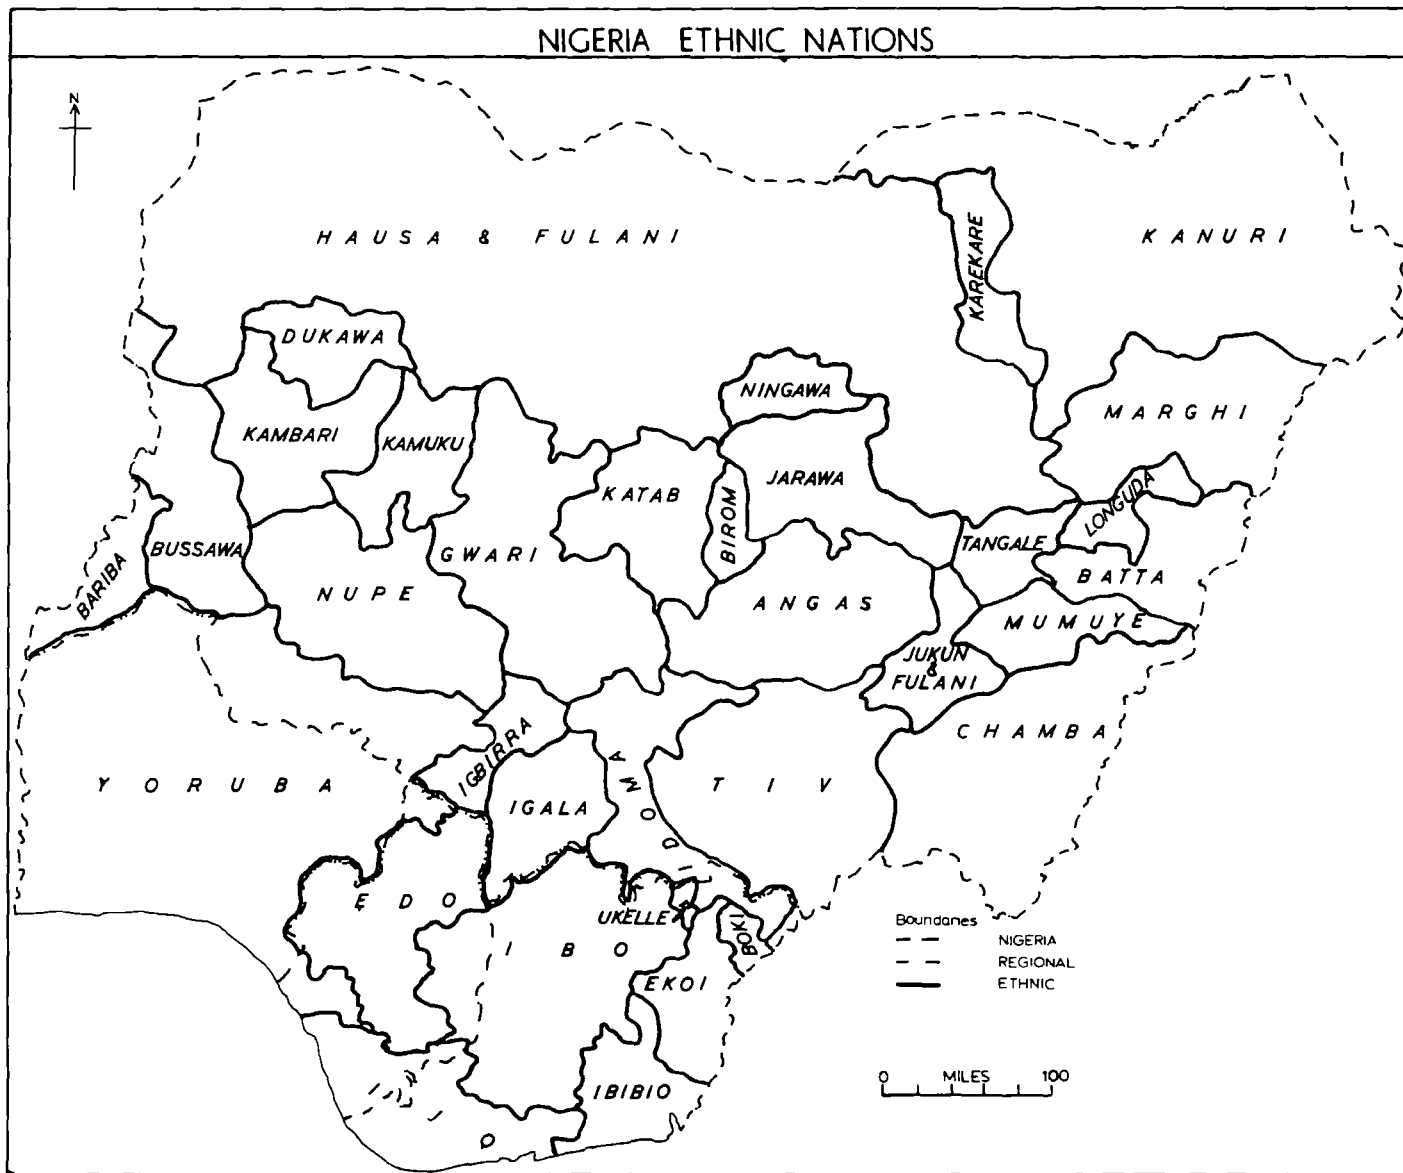 NIGERIA ETHNIC NATIONS
N
HAUSA & FULANI
KANURI
KAREKARE
DUKAWA
NINGAWA
MARGHI
KAMBARI
KAMUKU
JARAWA
KATAB
LONGUDA
BIROM
BUSSAWA
GWARI
TANGALE
BARIBA
BATTA
NUPE
ANGAS
MUMUYE
JUKUN
&
FULANI
CHAMBA
IGBIRRA
YORUBA
IDOMA
TIV
IGALA
ẸDO
UKELLE
BOKI
IBO
EKOI
IBIBIO
Boundaries
NIGERIA
REGIONAL
ETHNIC
0 MILES 100